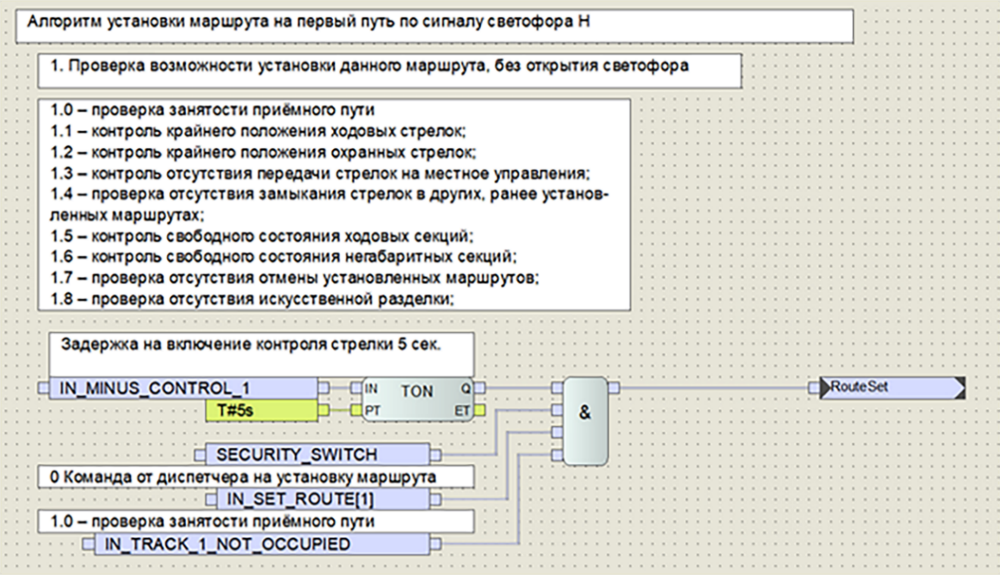 Алгоритм установки маршрута на первый путь по сигналу светофора Н
1. Проверка возможности установки данного маршрута, без открытия светофора
1.0 – проверка занятости приёмного пути
1.1 – контроль крайнего положения ходовых стрелок;
1.2 – контроль крайнего положения охранных стрелок;
1.3 – контроль отсутствия передачи стрелок на местное управления;
1.4 – проверка отсутствия замыкания стрелок в других, ранее установ-
ленных маршрутах;
1.5 – контроль свободного состояния ходовых секций;
1.6 – контроль свободного состояния негабаритных секций;
1.7 – проверка отсутствия отмены установленных маршрутов;
1.8 – проверка отсутствия искусственной разделки;
Задержка на включение контроля стрелки 5 сек.
IN_MINUS_CONTROL_1
IN TON Q
RouteSet
T#5s
PT ET
&
SECURITY_SWITCH
0 Команда от диспетчера на установку маршрута
IN_SET_ROUTE[1]
1.0 – проверка занятости приёмного пути
IN_TRACK_1_NOT_OCCUPIED